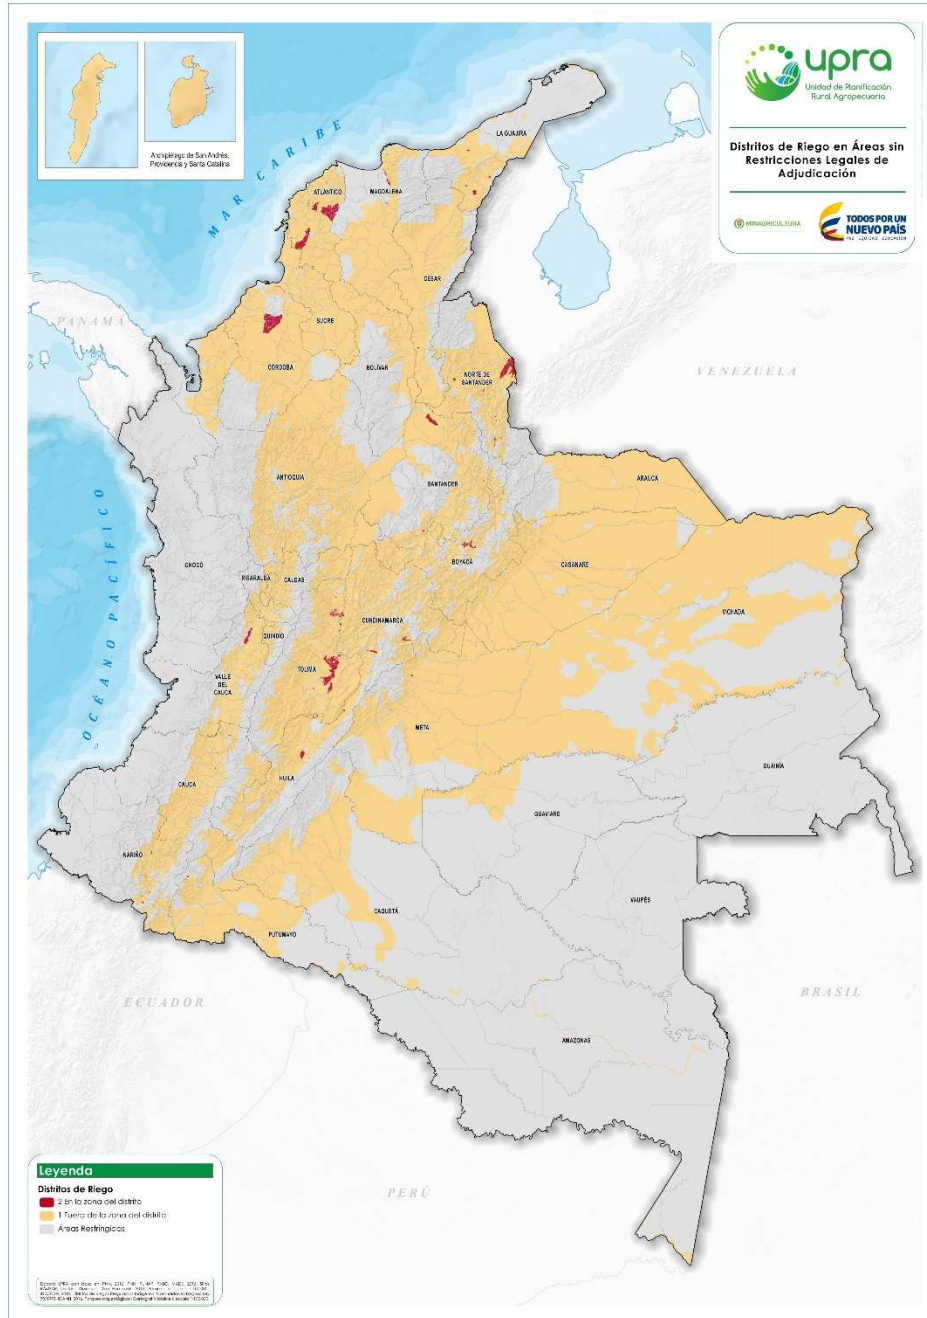 upra
Unidad de Planificación
Rural Agropecuaria
Distritos de Riego en Áreas sin
Restricciones Legales de
Adjudicación
MINAGRICULTURA
TODOS POR UN
NUEVO PAÍS
PAZ EQUIDAD EDUCACIÓN
Archipiélago de San Andrés,
Providencia y Santa Catalina
MAR CARIBE
LA GUAJIRA
ATLÁNTICO
MAGDALENA
CESAR
PANAMÁ
SUCRE
CÓRDOBA
BOLÍVAR
NORTE DE
SANTANDER
VENEZUELA
ANTIOQUIA
SANTANDER
ARAUCA
OCÉANO PACÍFICO
CHOCÓ
RISARALDA
CALDAS
BOYACÁ
CASANARE
VICHADA
CUNDINAMARCA
QUINDÍO
TOLIMA
VALLE
DEL
CAUCA
META
GUAINÍA
HUILA
CAUCA
GUAVIARE
NARIÑO
VAUPÉS
CAQUETÁ
PUTUMAYO
ECUADOR
BRASIL
AMAZONAS
PERÚ
Leyenda
Distritos de Riego
2 En la zona del distrito
1 Fuera de la zona del distrito
Áreas Restringidas